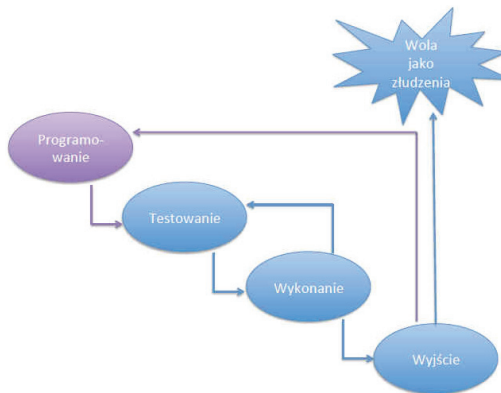 Wola
jako
złudzenia
Programo-
wanie
Testowanie
Wykonanie
Wyjście